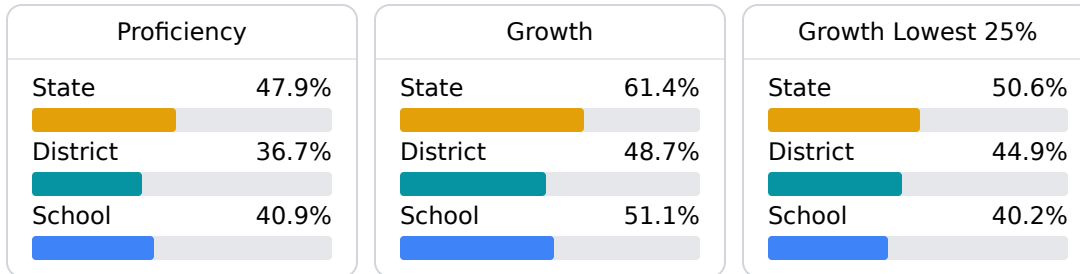 Proficiency
State 47.9%
District 36.7%
School 40.9%
Growth
State 61.4%
District 48.7%
School 51.1%
Growth Lowest 25%
State 50.6%
District 44.9%
School 40.2%